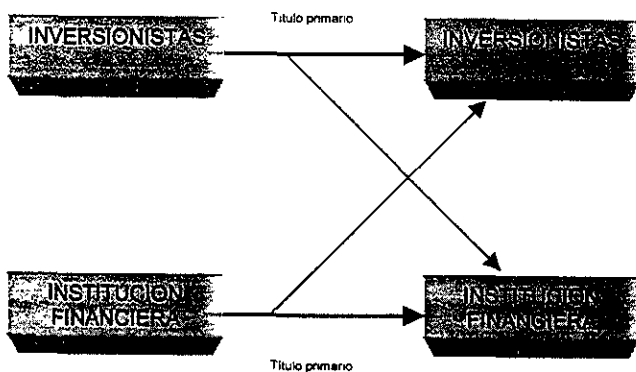 Titulo primario
INVERSIONISTAS
INVERSIONISTAS
INSTITUCION
FINANCIERA
INSTITUCION
FINANCIERA
Titulo primario